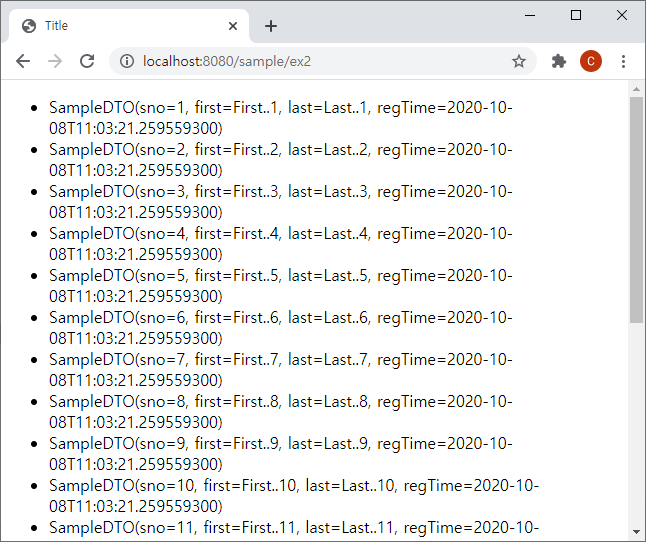 Title
localhost:8080/sample/ex2
C
• SampleDTO(sno=1, first=First..1, last=Last..1, regTime=2020-10-
08T11:03:21.259559300)
• SampleDTO(sno=2, first=First..2, last=Last..2, regTime=2020-10-
08T11:03:21.259559300)
• SampleDTO(sno=3, first=First..3, last=Last..3, regTime=2020-10-
08T11:03:21.259559300)
• SampleDTO(sno=4, first=First..4, last=Last..4, regTime=2020-10-
08T11:03:21.259559300)
• SampleDTO(sno=5, first=First..5, last=Last..5, regTime=2020-10-
08T11:03:21.259559300)
• SampleDTO(sno=6, first=First..6, last=Last..6, regTime=2020-10-
08T11:03:21.259559300)
• SampleDTO(sno=7, first=First..7, last=Last..7, regTime=2020-10-
08T11:03:21.259559300)
• SampleDTO(sno=8, first=First..8, last=Last..8, regTime=2020-10-
08T11:03:21.259559300)
• SampleDTO(sno=9, first=First..9, last=Last..9, regTime=2020-10-
08T11:03:21.259559300)
• SampleDTO(sno=10, first=First..10, last=Last..10, regTime=2020-10-
08T11:03:21.259559300)
• SampleDTO(sno=11, first=First..11, last=Last..11, regTime=2020-10-